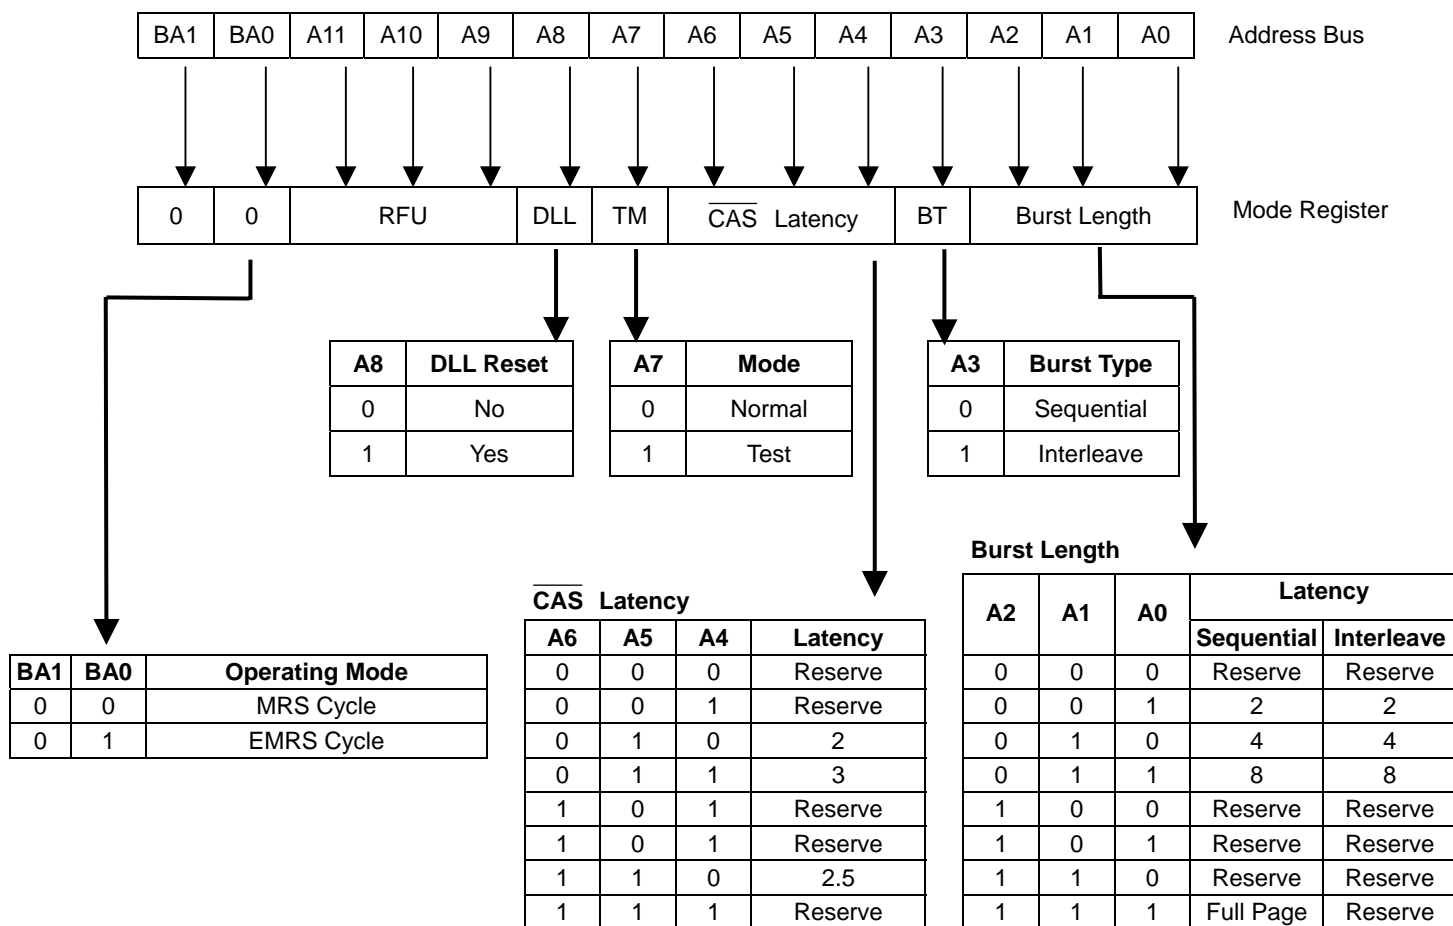 BA1 BA0 A11 A10 A9 A8 A7 A6 A5 A4 A3 A2 A1 A0 Address Bus
0 0 RFU DLL TM CAS Latency BT Burst Length Mode Register
A8 DLL Reset
0 No
1 Yes
A7 Mode
0 Normal
1 Test
A3 Burst Type
0 Sequential
1 Interleave
BA1 BA0 Operating Mode
0 0 MRS Cycle
0 1 EMRS Cycle
CAS Latency
A6 A5 A4 Latency
0 0 0 Reserve
0 0 1 Reserve
0 1 0 2
0 1 1 3
1 0 1 Reserve
1 0 1 Reserve
1 1 0 2.5
1 1 1 Reserve
Burst Length
A2 A1 A0 Latency
Sequential Interleave
0 0 0 Reserve Reserve
0 0 1 2 2
0 1 0 4 4
0 1 1 8 8
1 0 0 Reserve Reserve
1 0 1 Reserve Reserve
1 1 0 Reserve Reserve
1 1 1 Full Page Reserve